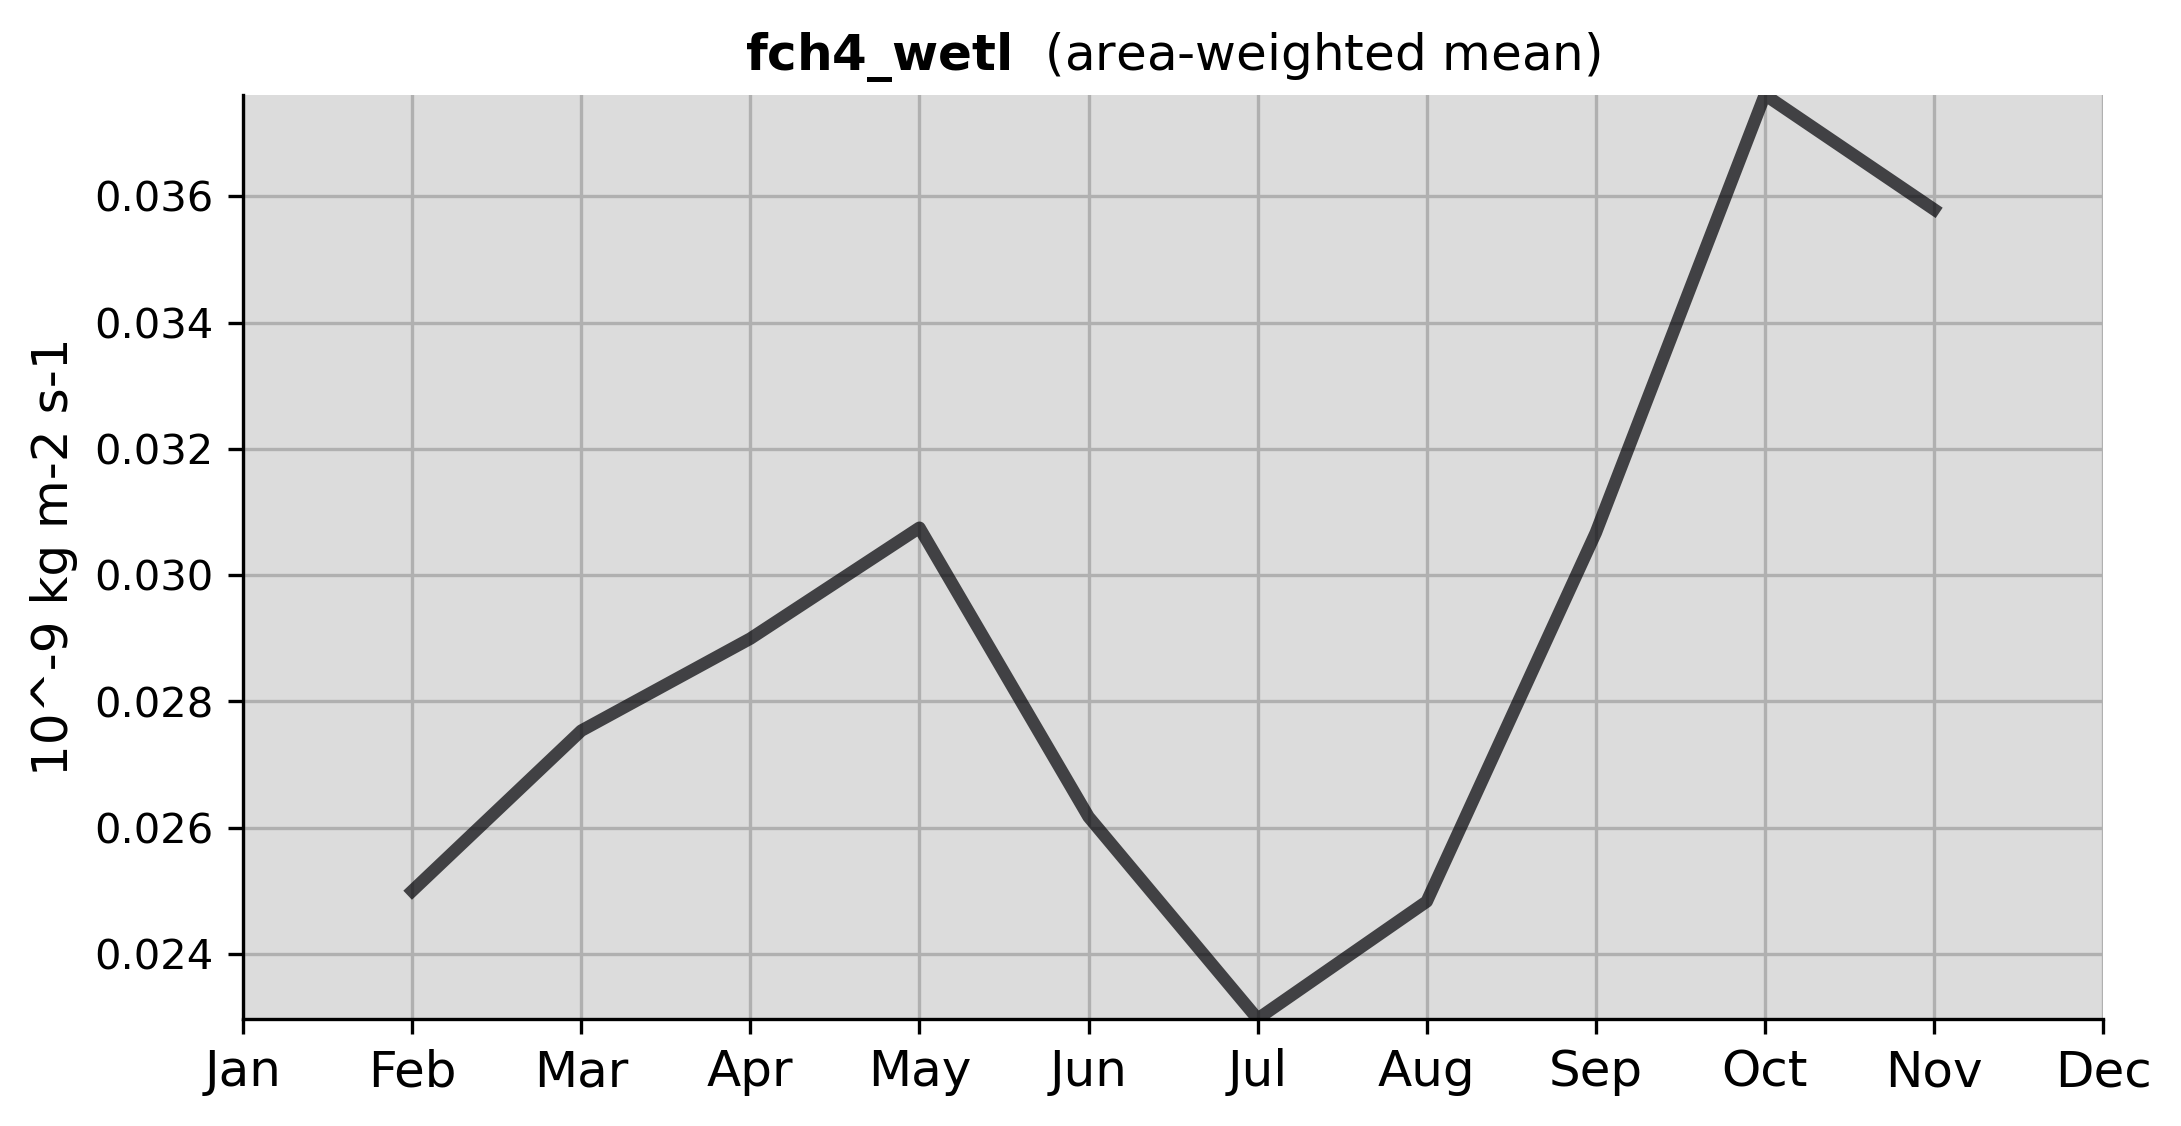 fch4_wetl (area-weighted mean)
10^-9 kg m-2 s-1
0.036
0.034
0.032
0.030
0.028
0.026
0.024
Jan Feb Mar Apr May Jun Jul Aug Sep Oct Nov Dec